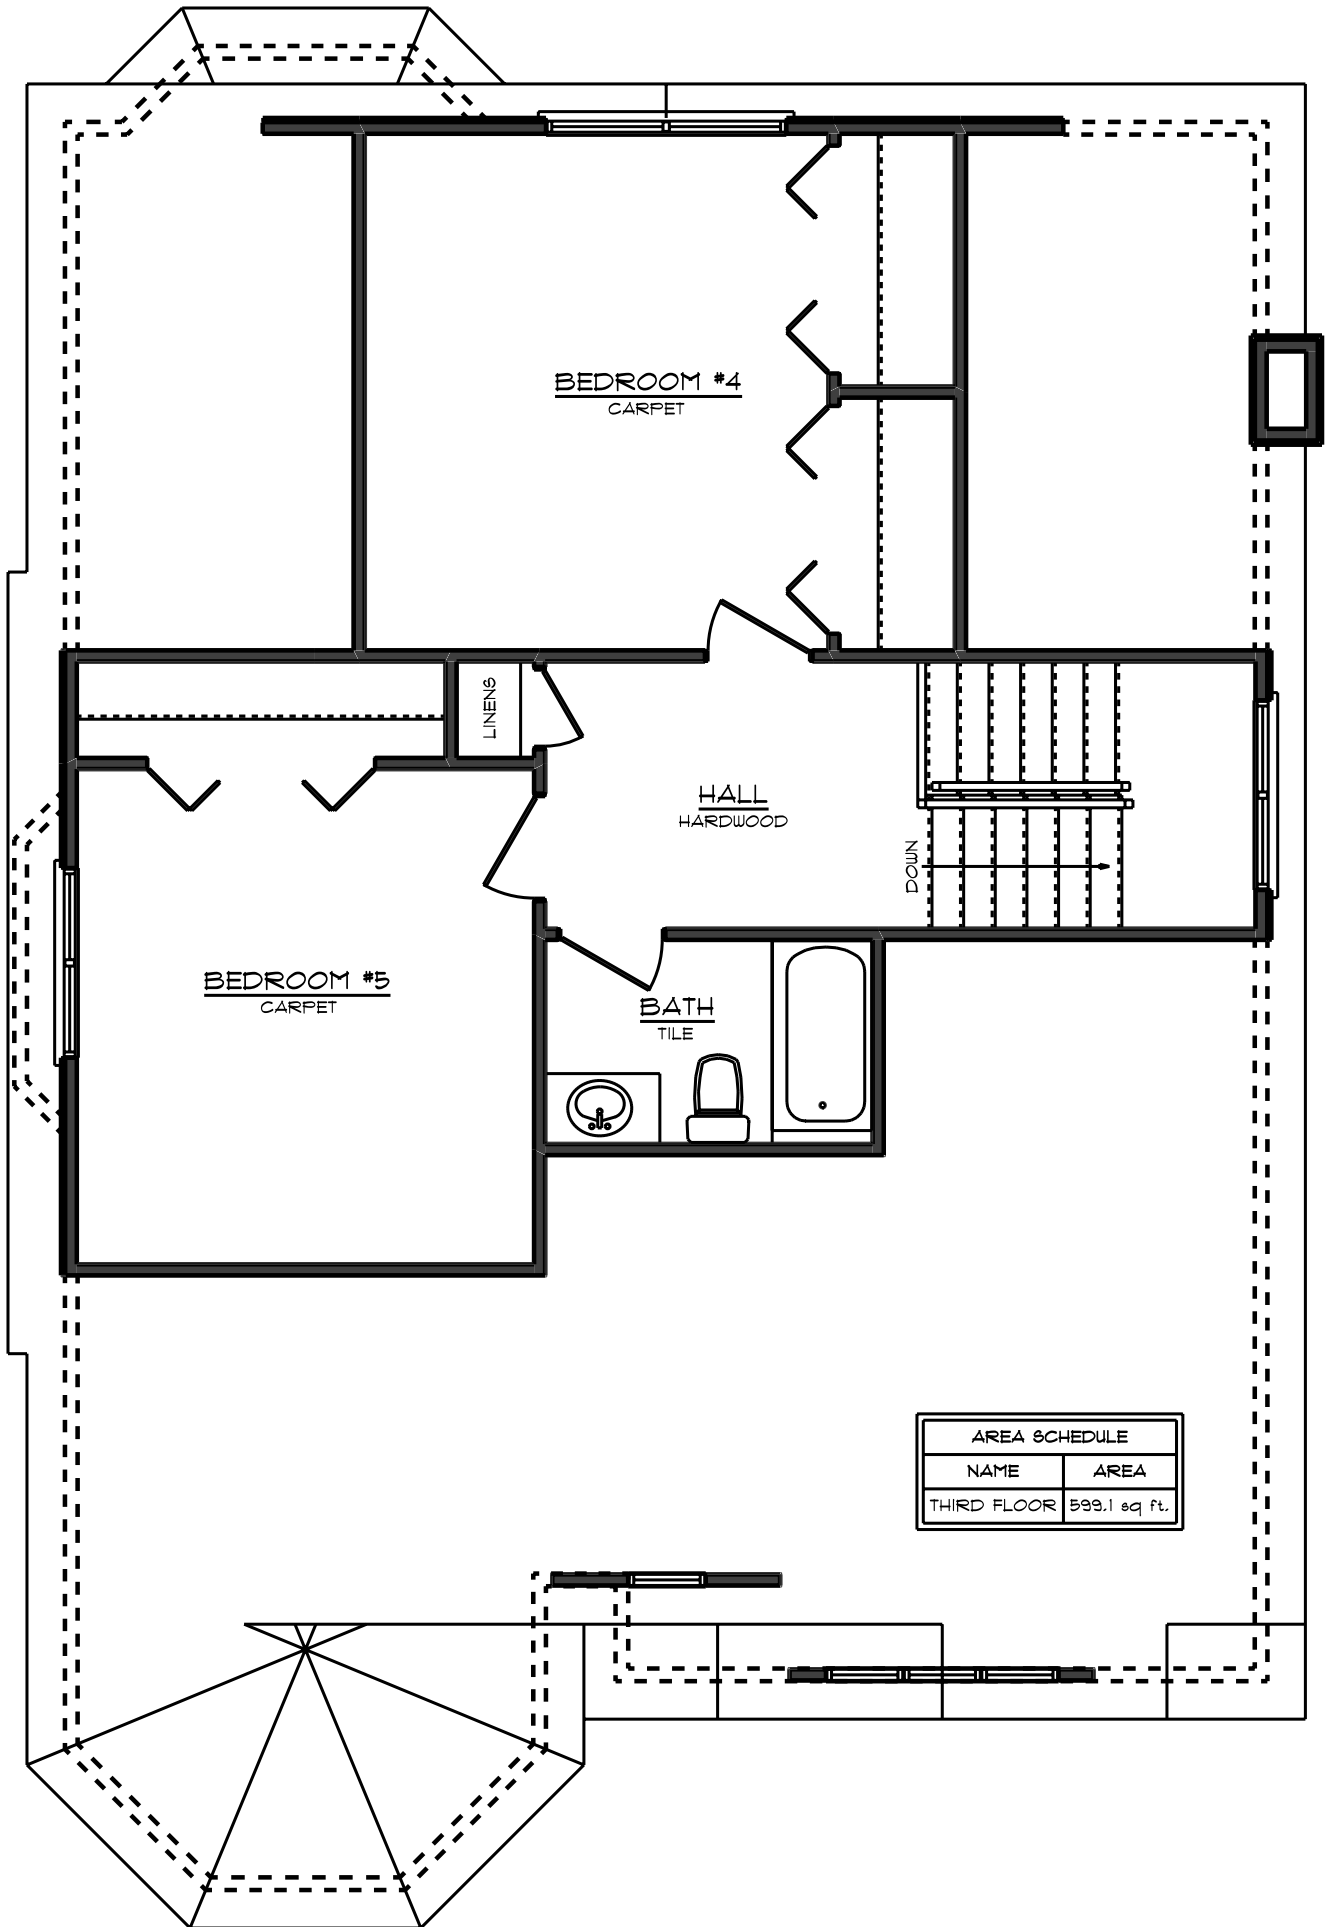 BEDROOM #4
CARPET
LINENS
HALL
HARDWOOD
DOWN
BEDROOM #5
CARPET
BATH
TILE
AREA SCHEDULE
NAME AREA
THIRD FLOOR 599.1 sq ft.